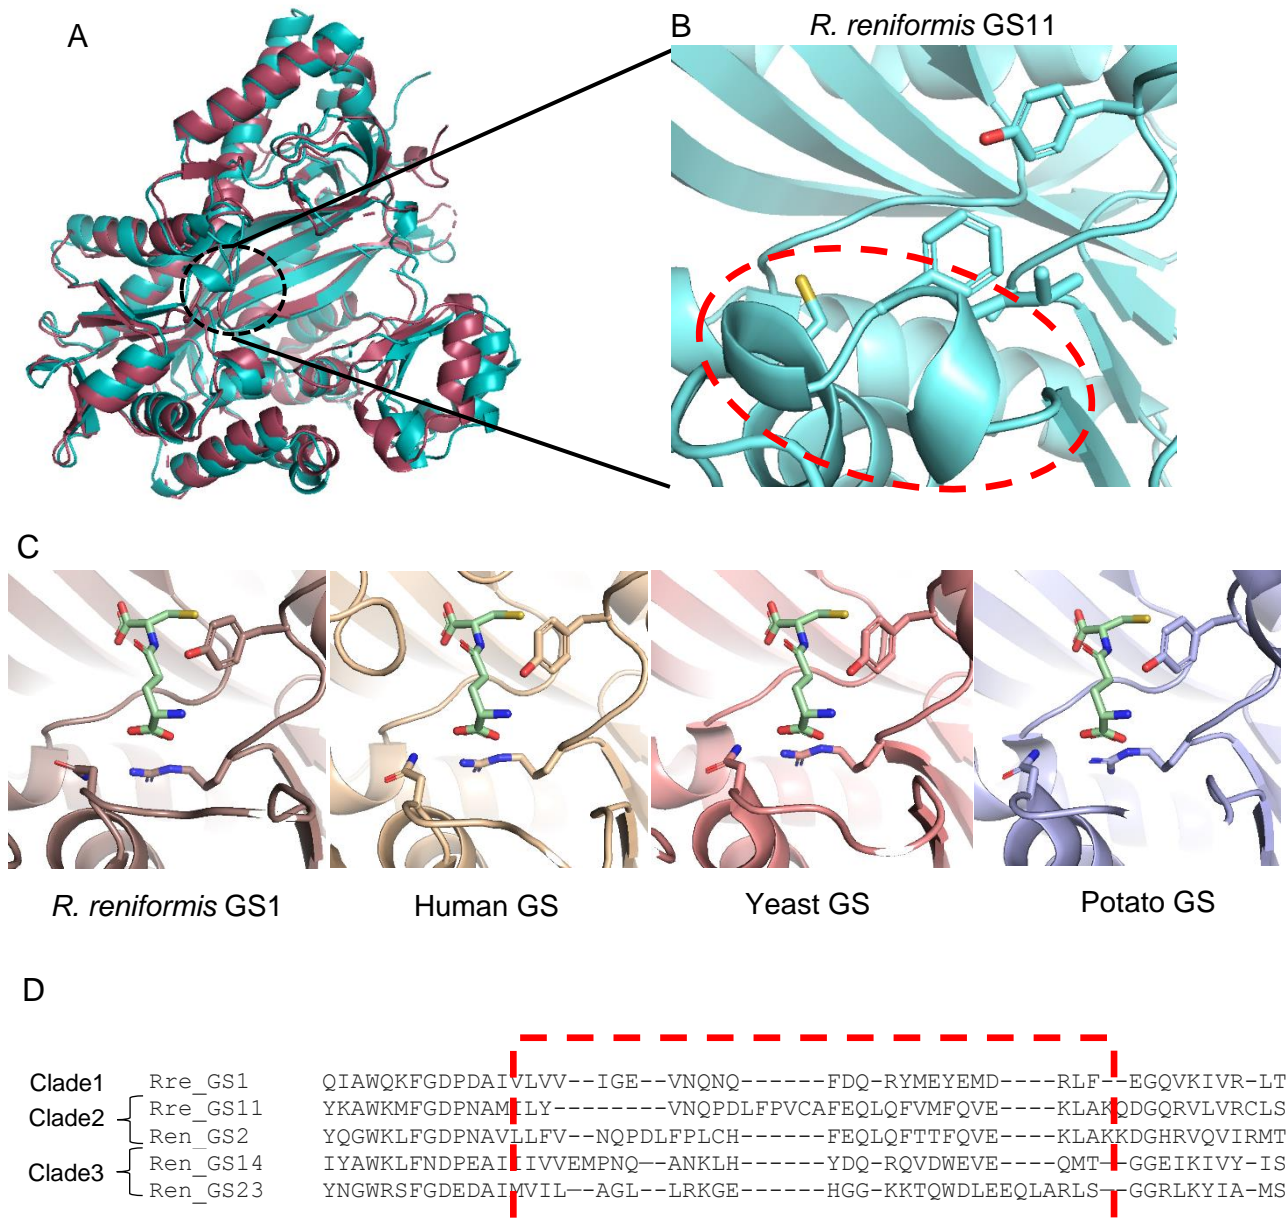 A
B
R. reniformis GS11
C
R. reniformis GS1
Human GS
Yeast GS
Potato GS
D
Clade1 Rre_GS1 QIAWQKFGDPDAIVLVV--IGE--VNQNQ------FDQ-RYMEYEMD----RLF--EGQVKIVR-LT
Clade2 Rre_GS11 YKAWKMFGDPNAMILY--------VNQPDLFPVCAFEQLQFVMFQVE----KLAKQDGQRVLVRCLS
Ren_GS2 YQGWKLFGDPNAVLLFV--NQPDLFPLCH------FEQLQFTTFQVE----KLAKKDGHRVQVIRMT
Clade3 Ren_GS14 IYAWKLFNDPEAIIIVVEMPNQ--ANKLH------YDQ-RQVDWEVE----QMT--GGEIKIVY-IS
Ren_GS23 YNGWRSFGDEDAIMVIL--AGL--LRKGE------HGG-KKTQWDLEEQLARLS--GGRLKYIA-MS